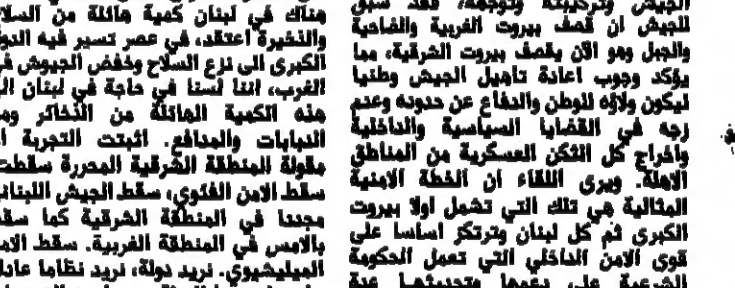 الجيش وتركيبته وتوجهه، فقد سبق
للجيش ان قصف بيروت الغربية والضاحية
والجبل وهو الآن يقصف بيروت الشرقية، مما
يؤكد وجوب اعادة تاهيل الجيش وطنيا
ليكون ولاؤه للوطن والدفاع عن حدوده وعدم
زجه في القضايا السياسية والداخلية
واخراج كل الثكن العسكرية من المناطق
الآهلة. ويرى اللقاء ان الخطة الامنية
المثالية هي تلك التي تشمل اولا بيروت
الكبرى ثم كل لبنان وترتكز اساسا على
قوى الامن الداخلي التي تعمل الحكومة
الشرعية على دعمها وتحديثها عدة
هناك في لبنان كمية هائلة من السلا
والذخيرة اعتقد، في عصر تسير فيه الدو
الكبرى الى نزع السلاح وخفض الجيوش في
الغرب، اننا لسنا في حاجة في لبنان الى
هذه الكمية الهائلة من الذخائر ومن
الدبابات والمدافع. اثبتت التجربة ا
مقولة المنطقة الشرقية المحررة سقطت
سقط الامن الفئوي، سقط الجيش اللبناني
مجددا في المنطقة الشرقية كما سقط
بالامس في المنطقة الغربية. سقط الامن
الميليشيوي. نريد دولة، نريد نظاما عادلا